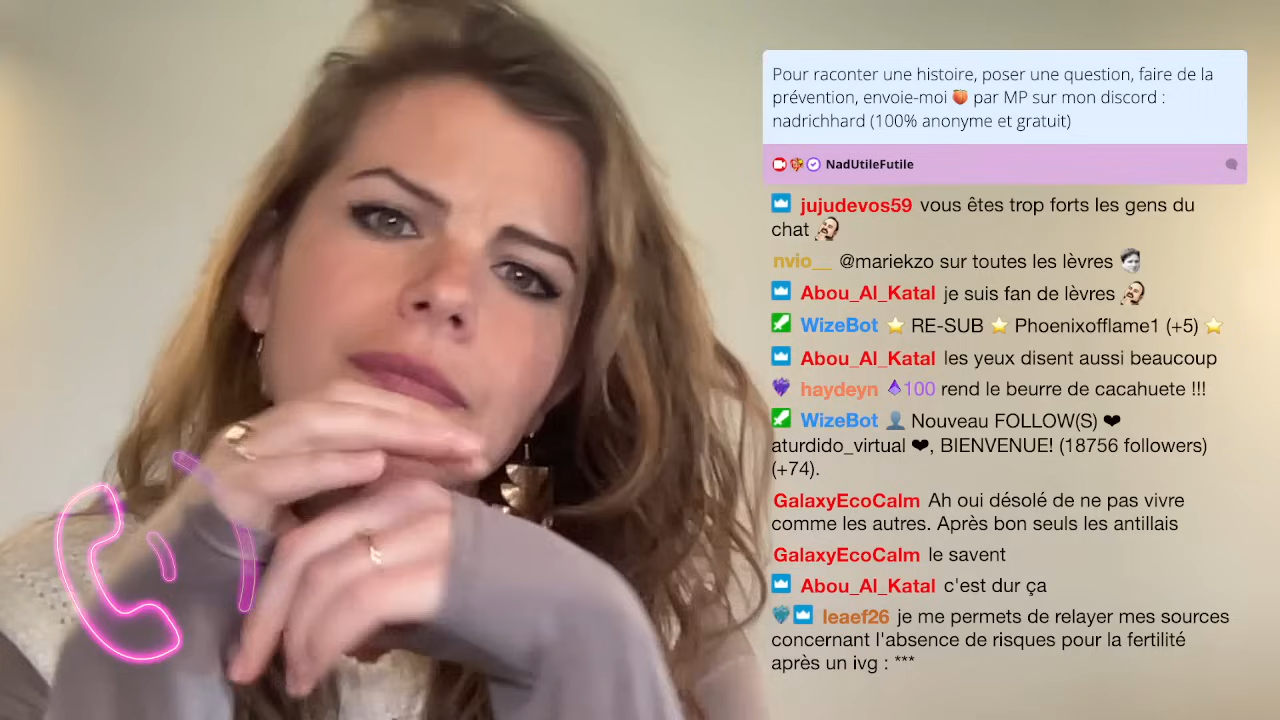 Pour raconter une histoire, poser une question, faire de la
prévention, envoie-moi 🍑 par MP sur mon discord :
nadrichhard (100% anonyme et gratuit)
NadUtileFutile
jujudevos59 vous êtes trop forts les gens du
chat
nvio__ @mariekzo sur toutes les lèvres
Abou_Al_Katal je suis fan de lèvres
WizeBot ⭐ RE-SUB ⭐ Phoenixofflame1 (+5) ⭐
Abou_Al_Katal les yeux disent aussi beaucoup
haydeyn 100 rend le beurre de cacahuete !!!
WizeBot 👤 Nouveau FOLLOW(S) ❤
aturdido_virtual ❤, BIENVENUE! (18756 followers)
(+74).
GalaxyEcoCalm Ah oui désolé de ne pas vivre
comme les autres. Après bon seuls les antillais
GalaxyEcoCalm le savent
Abou_Al_Katal c'est dur ça
leaef26 je me permets de relayer mes sources
concernant l'absence de risques pour la fertilité
après un ivg : ***